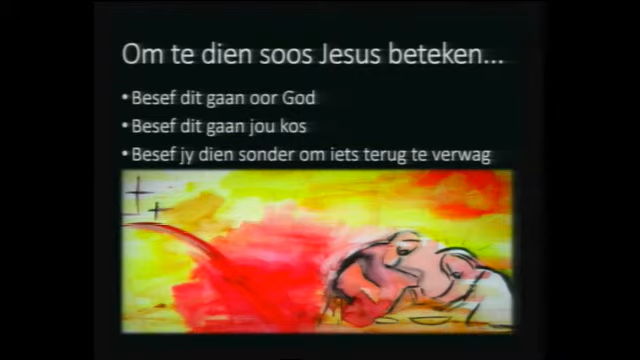 Om te dien soos Jesus beteken...
• Besef dit gaan oor God
• Besef dit gaan jou kos
• Besef jy dien sonder om iets terug te verwag